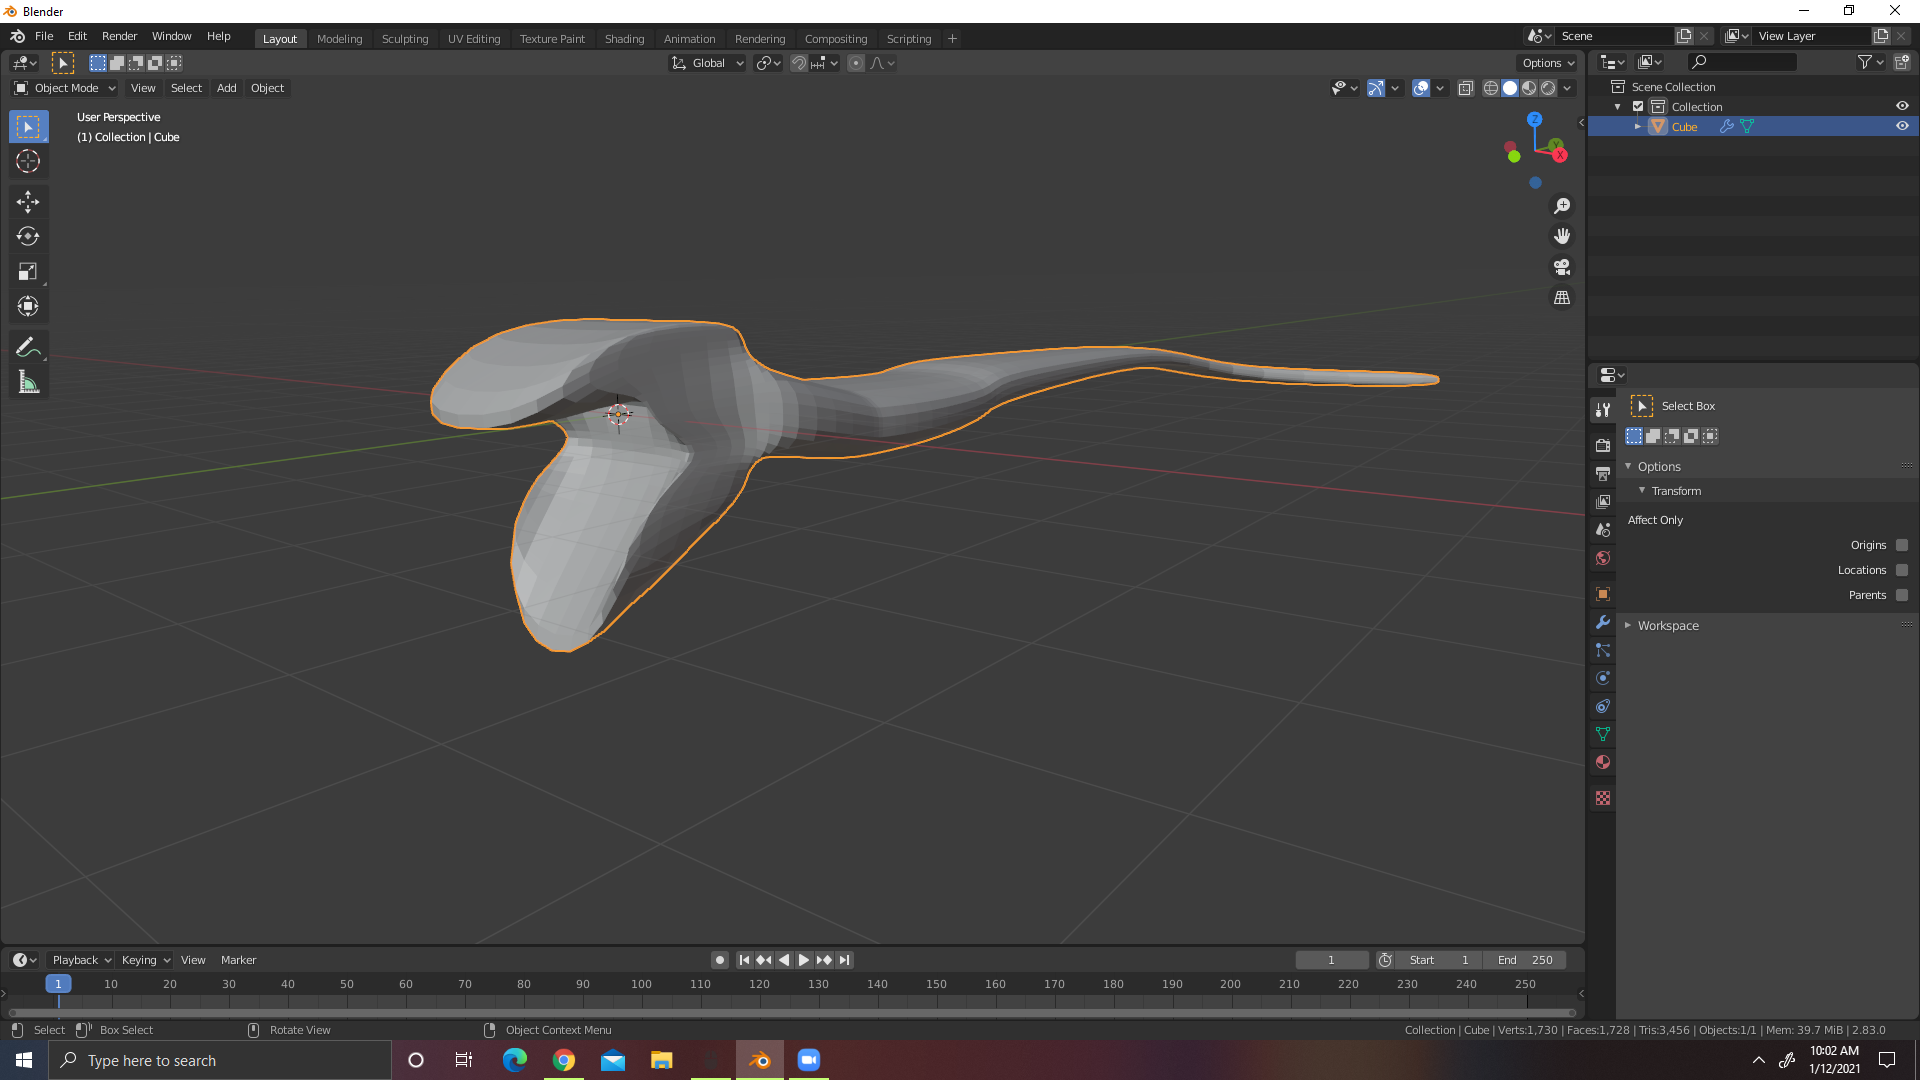 Blender
File Edit Render Window Help
Layout Modeling Sculpting UV Editing Texture Paint Shading Animation Rendering Compositing Scripting +
Scene
View Layer
Global
Options
Object Mode View Select Add Object
User Perspective
(1) Collection | Cube
Z
Y
X
Scene Collection
Collection
Cube
Select Box
Options
Transform
Affect Only
Origins
Locations
Parents
Workspace
Playback Keying View Marker
1
Start 1
End 250
1 10 20 30 40 50 60 70 80 90 100 110 120 130 140 150 160 170 180 190 200 210 220 230 240 250
Select Box Select Rotate View Object Context Menu
Collection | Cube | Verts:1,730 | Faces:1,728 | Tris:3,456 | Objects:1/1 | Mem: 39.7 MiB | 2.83.0
Type here to search
10:02 AM
1/12/2021